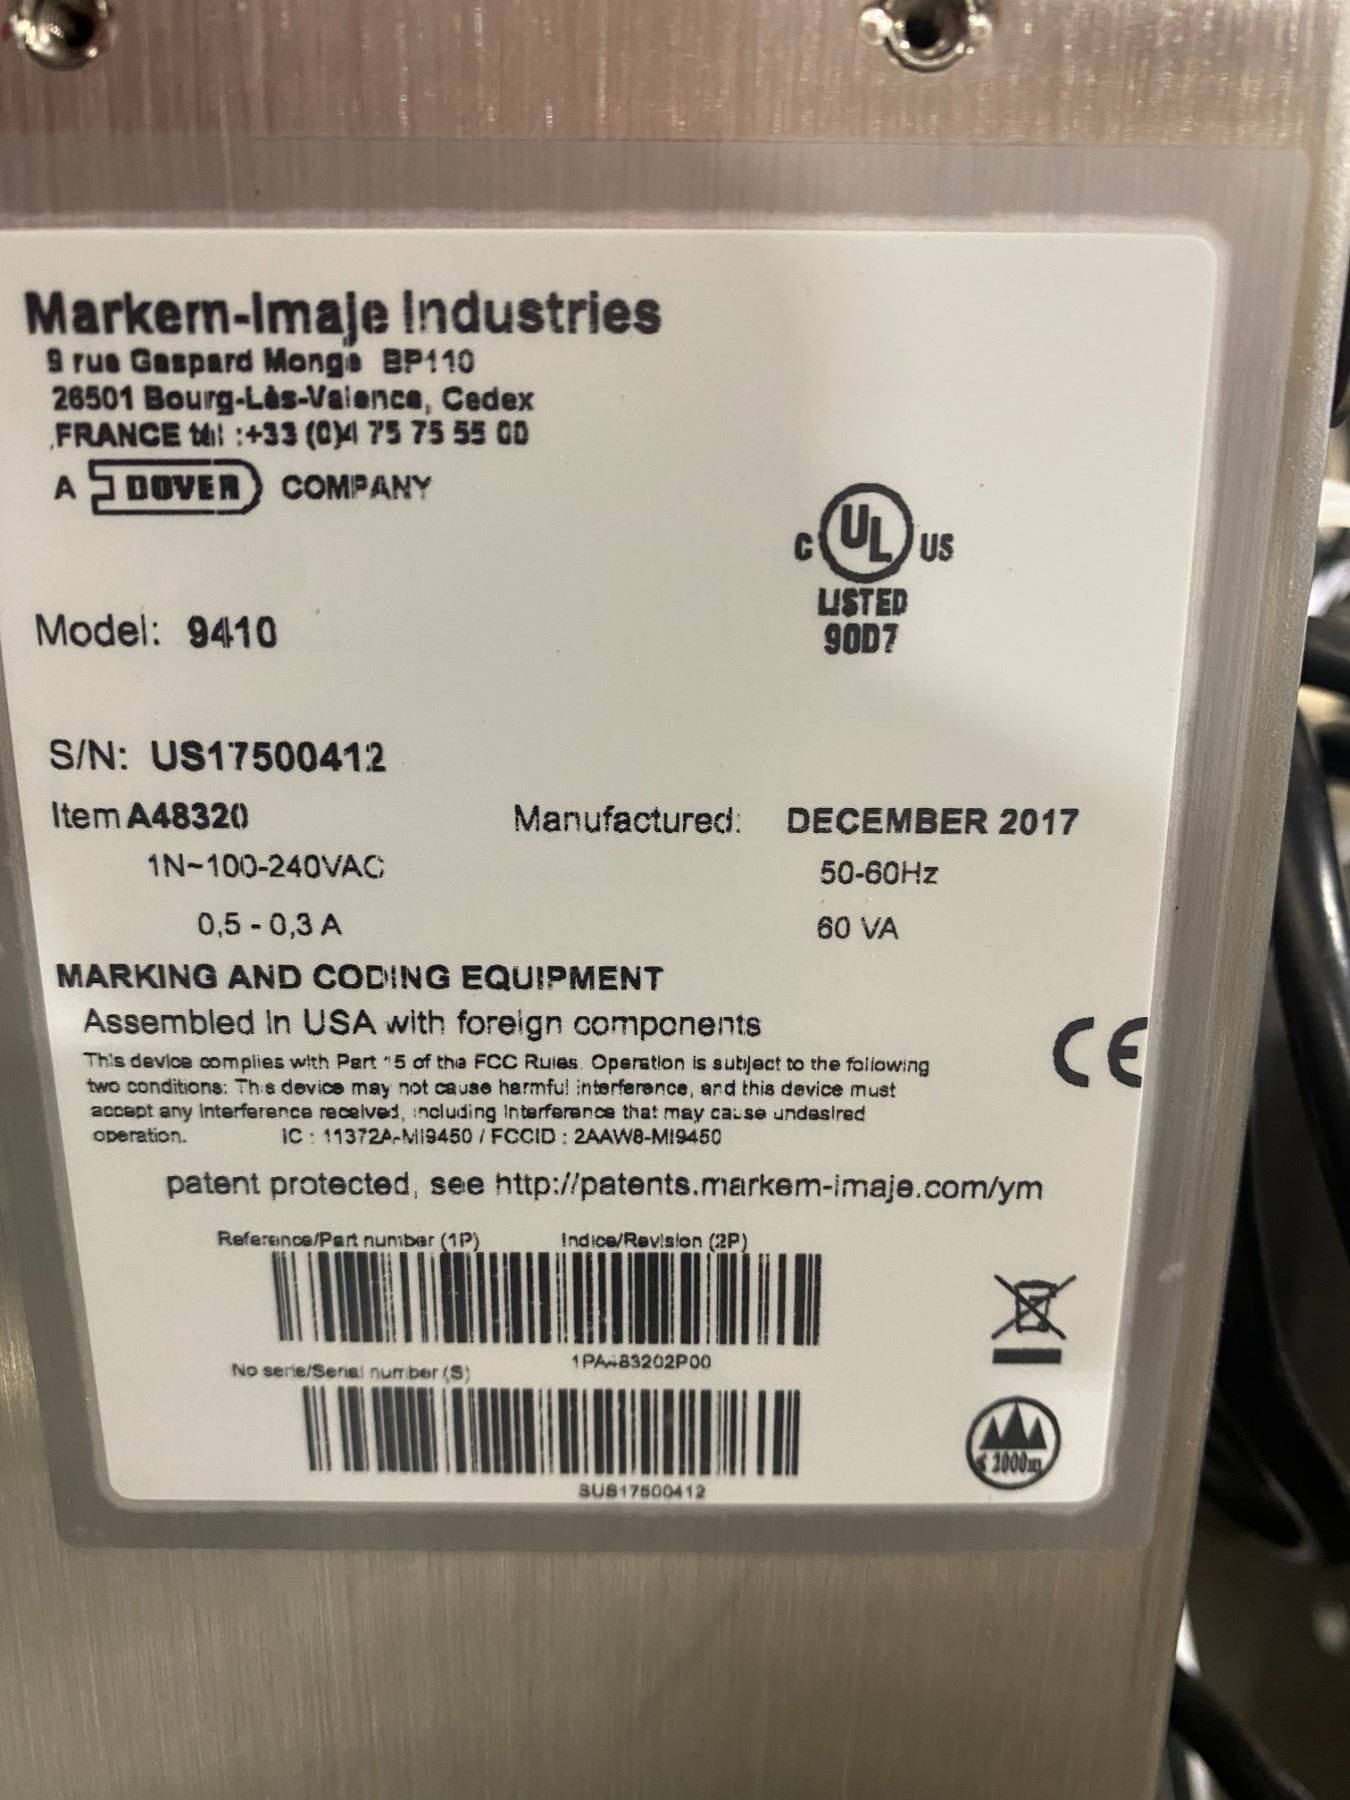 Markem-Imaje Industries
9 rue Gaspard Monge BP110
26501 Bourg-Lès-Valence, Cedex
FRANCE tél :+33 (0)4 75 75 55 00
A DOVER COMPANY
C UL US
LISTED
90D7
Model: 9410
S/N: US17500412
Item A48320 Manufactured: DECEMBER 2017
1N~100-240VAC 50-60Hz
0,5 - 0,3 A 60 VA
MARKING AND CODING EQUIPMENT
Assembled in USA with foreign components
CE
This device complies with Part 15 of the FCC Rules. Operation is subject to the following
two conditions: This device may not cause harmful interference, and this device must
accept any interference received, including interference that may cause undesired
operation. IC : 11372A-MI9450 / FCCID : 2AAW8-MI9450
patent protected, see http://patents.markem-imaje.com/ym
Reference/Part number (1P) Indice/Revision (2P)
1PA483202P00
No serie/Serial number (S)
SUS17500412
≤ 2000m